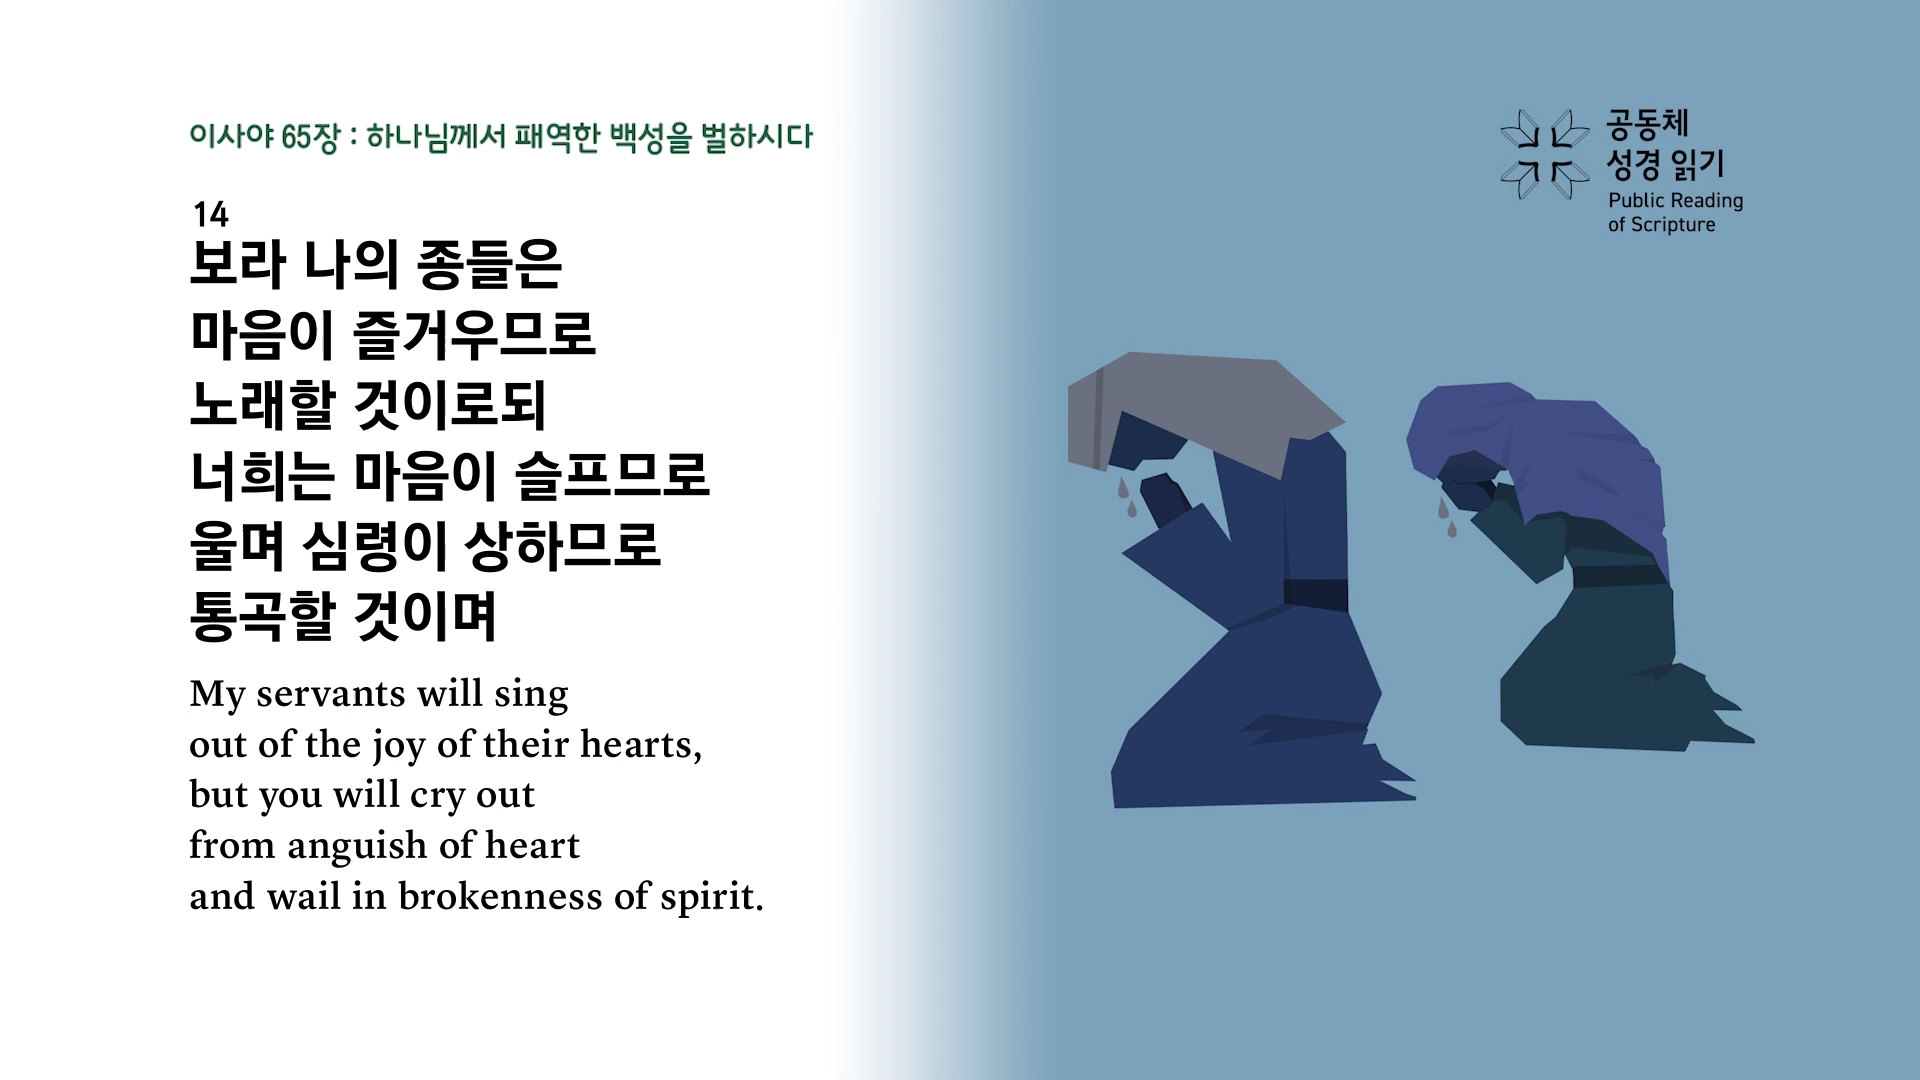 이사야 65장 : 하나님께서 패역한 백성을 벌하시다
14
보라 나의 종들은
마음이 즐거우므로
노래할 것이로되
너희는 마음이 슬프므로
울며 심령이 상하므로
통곡할 것이며
My servants will sing
out of the joy of their hearts,
but you will cry out
from anguish of heart
and wail in brokenness of spirit.
공동체
성경 읽기
Public Reading
of Scripture